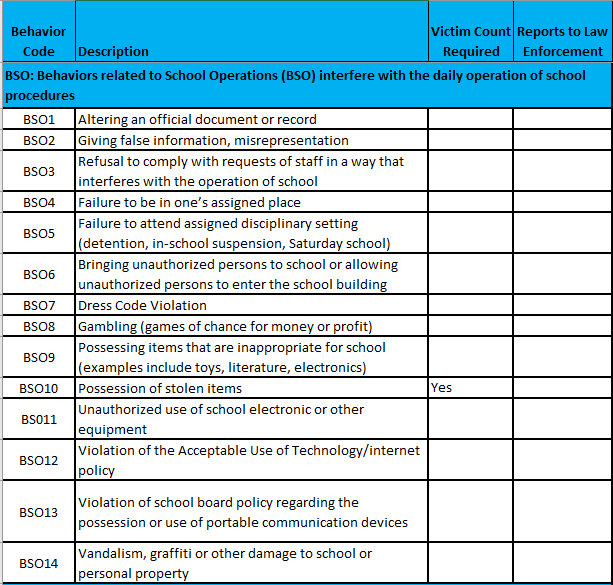 Behavior Code Description Victim Count Required Reports to Law Enforcement
BSO: Behaviors related to School Operations (BSO) interfere with the daily operation of school
procedures
BSO1 Altering an official document or record
BSO2 Giving false information, misrepresentation
BSO3 Refusal to comply with requests of staff in a way that
interferes with the operation of school
BSO4 Failure to be in one's assigned place
BSO5 Failure to attend assigned disciplinary setting
(detention, in-school suspension, Saturday school)
BSO6 Bringing unauthorized persons to school or allowing
unauthorized persons to enter the school building
BSO7 Dress Code Violation
BSO8 Gambling (games of chance for money or profit)
BSO9 Possessing items that are inappropriate for school
(examples include toys, literature, electronics)
BSO10 Possession of stolen items Yes
BS011 Unauthorized use of school electronic or other
equipment
BSO12 Violation of the Acceptable Use of Technology/internet
policy
BSO13 Violation of school board policy regarding the
possession or use of portable communication devices
BSO14 Vandalism, graffiti or other damage to school or
personal property